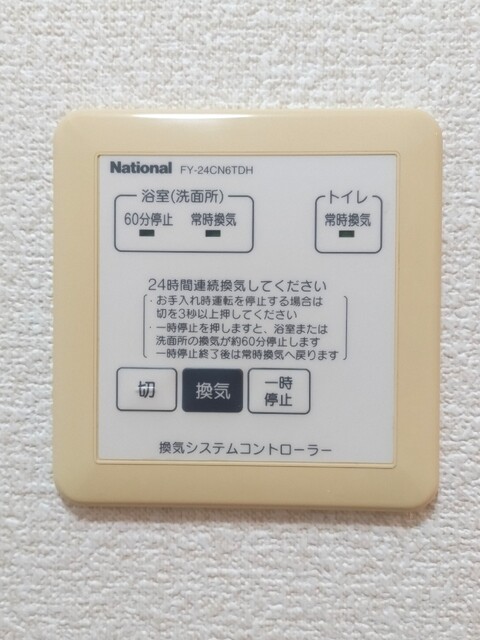 National FY-24CN6TDH
浴室(洗面所)
トイレ
60分停止 常時換気
常時換気
24時間連続換気してください
・お手入れ時運転を停止する場合は
切を3秒以上押してください
・一時停止を押しますと、浴室または
洗面所の換気が約60分停止します
一時停止終了後は常時換気へ戻ります
切
換気
一時
停止
換気システムコントローラー